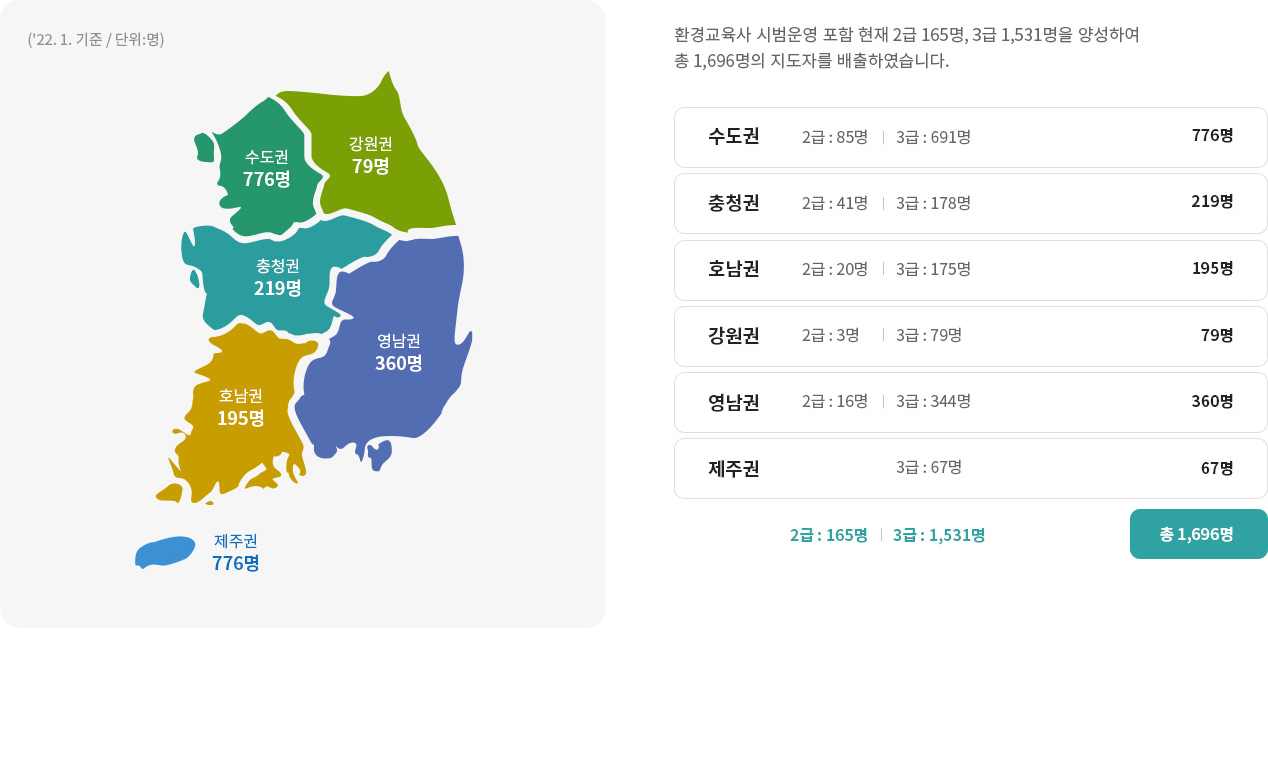 ('22. 1. 기준 / 단위:명)
강원권
79명
수도권
776명
충청권
219명
영남권
360명
호남권
195명
제주권
776명
환경교육사 시범운영 포함 현재 2급 165명, 3급 1,531명을 양성하여
총 1,696명의 지도자를 배출하였습니다.
수도권 2급 : 85명 3급 : 691명 776명
충청권 2급 : 41명 3급 : 178명 219명
호남권 2급 : 20명 3급 : 175명 195명
강원권 2급 : 3명 3급 : 79명 79명
영남권 2급 : 16명 3급 : 344명 360명
제주권 3급 : 67명 67명
2급 : 165명 3급 : 1,531명 총 1,696명